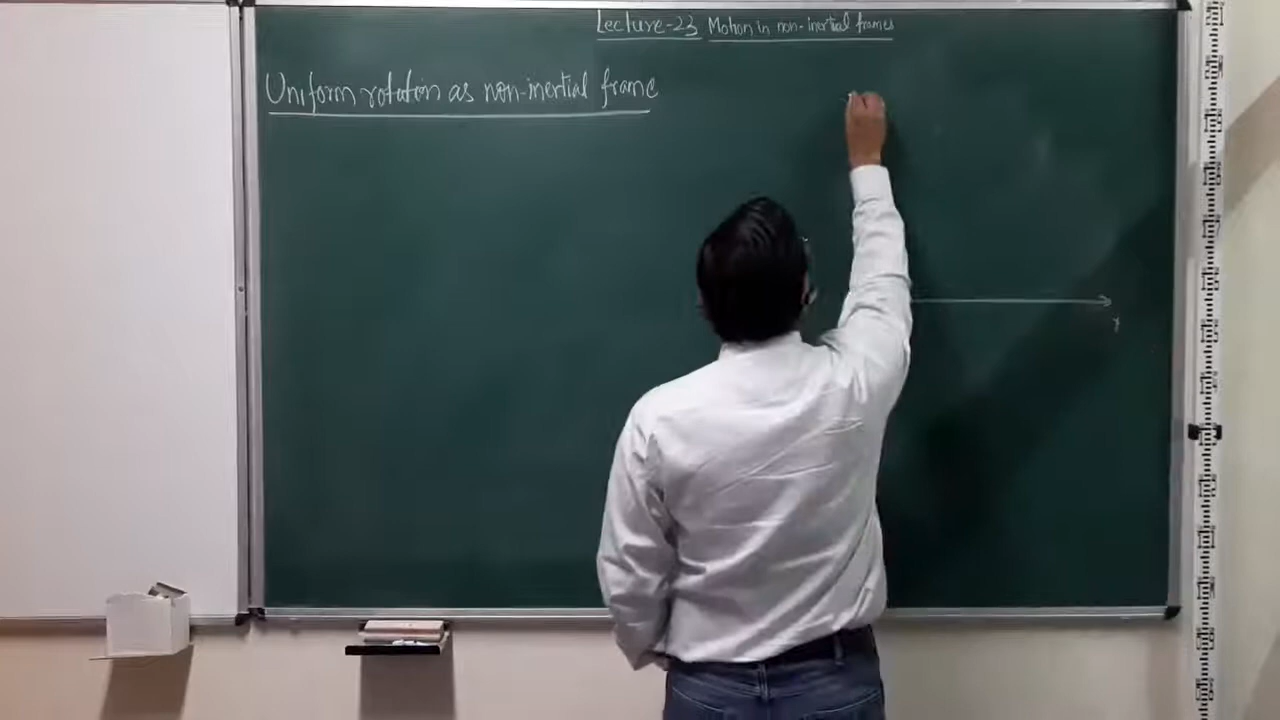 Lecture-23 Motion in non-inertial frames
Uniform rotation as non-inertial frame